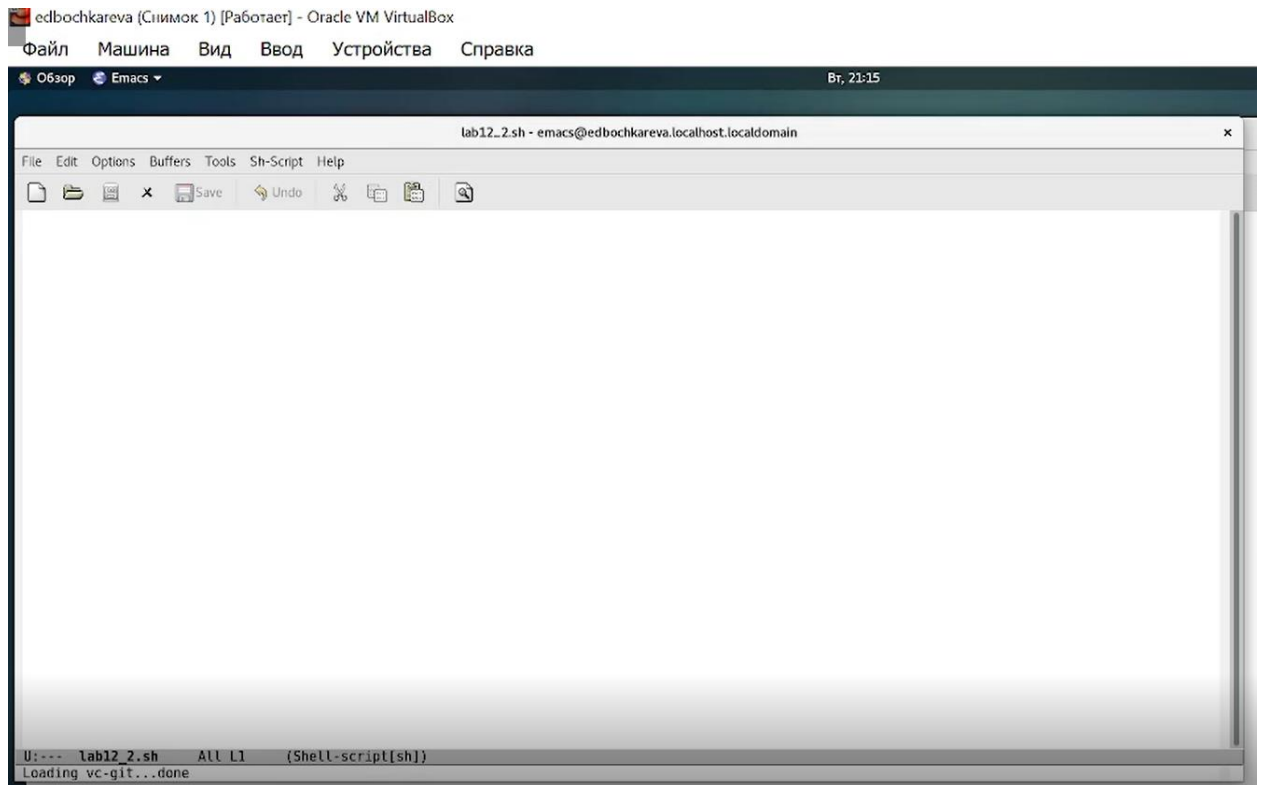 edbochkareva (Снимок 1) [Работает] - Oracle VM VirtualBox
Файл Машина Вид Ввод Устройства Справка
Обзор Emacs Вт, 21:15
lab12_2.sh - emacs@edbochkareva.localhost.localdomain
File Edit Options Buffers Tools Sh-Script Help
Save Undo
U:--- lab12_2.sh All L1 (Shell-script[sh])
Loading vc-git...done